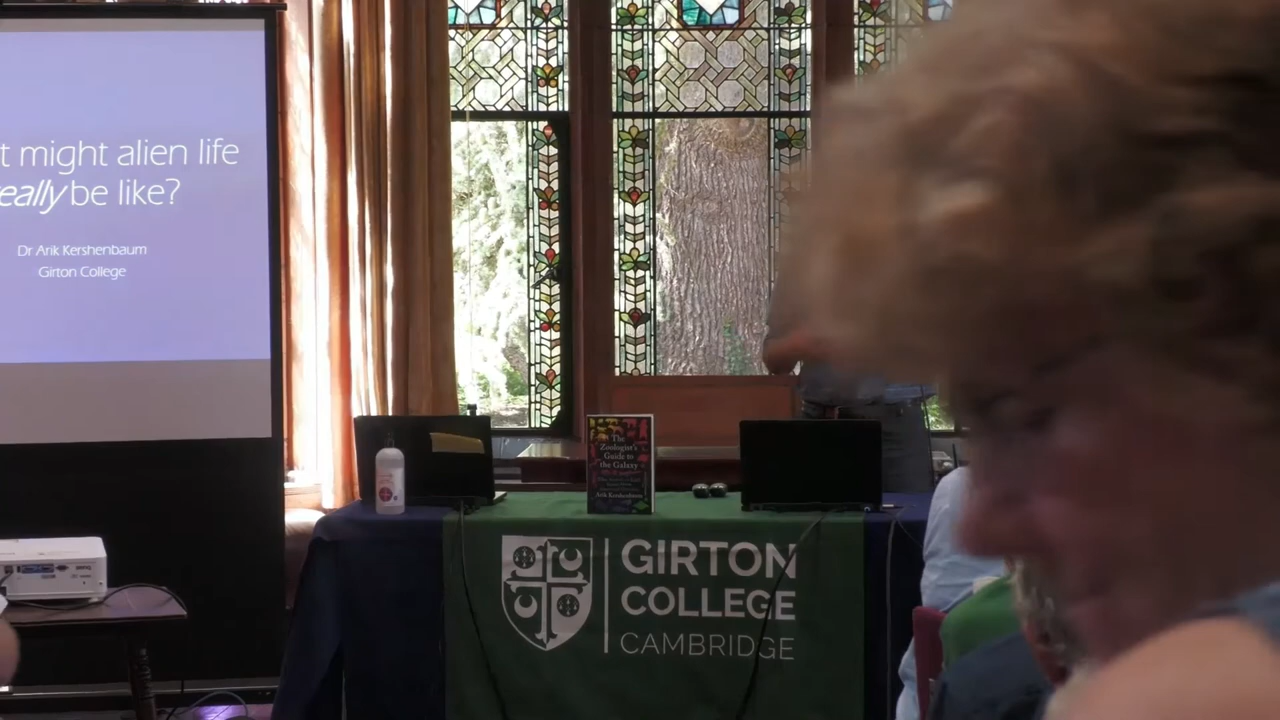 t might alien life
eally be like?
Dr Arik Kershenbaum
Girton College
The
Zoologist's
Guide to
the Galaxy
Arik Kershenbaum
GIRTON
COLLEGE
CAMBRIDGE